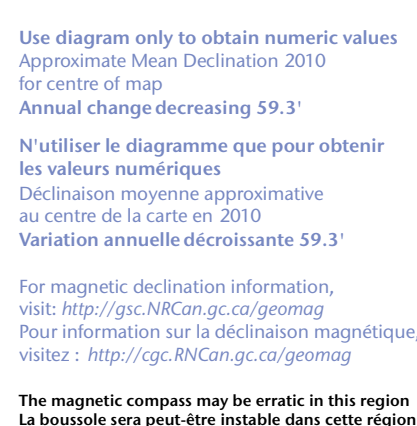 Use diagram only to obtain numeric values
Approximate Mean Declination 2010
for centre of map
Annual change decreasing 59.3'
N'utiliser le diagramme que pour obtenir
les valeurs numériques
Déclinaison moyenne approximative
au centre de la carte en 2010
Variation annuelle décroissante 59.3'
For magnetic declination information,
visit: http://gsc.NRCan.gc.ca/geomag
Pour information sur la déclinaison magnétique,
visitez : http://cgc.RNCan.gc.ca/geomag
The magnetic compass may be erratic in this region
La boussole sera peut-être instable dans cette région